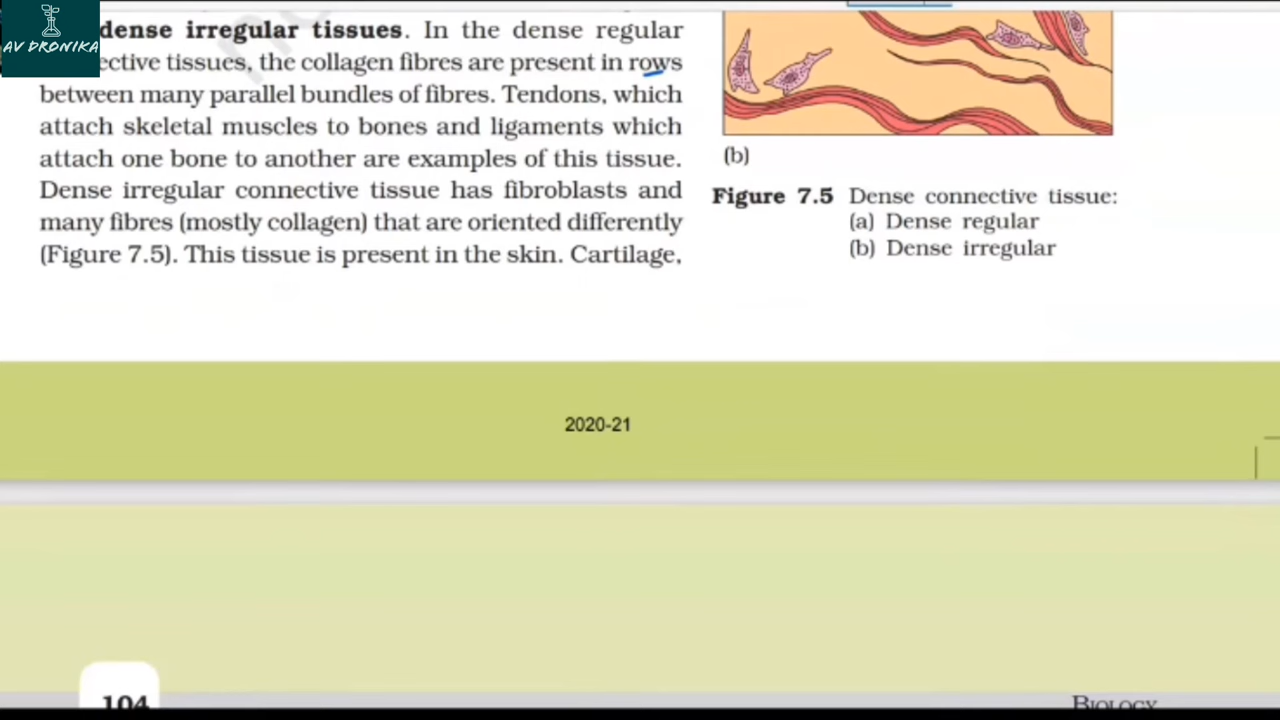 AV DRONIKA
dense irregular tissues. In the dense regular
ective tissues, the collagen fibres are present in rows
between many parallel bundles of fibres. Tendons, which
attach skeletal muscles to bones and ligaments which
attach one bone to another are examples of this tissue.
Dense irregular connective tissue has fibroblasts and
many fibres (mostly collagen) that are oriented differently
(Figure 7.5). This tissue is present in the skin. Cartilage,
(b)
Figure 7.5 Dense connective tissue:
(a) Dense regular
(b) Dense irregular
2020-21
104
BIOLOGY